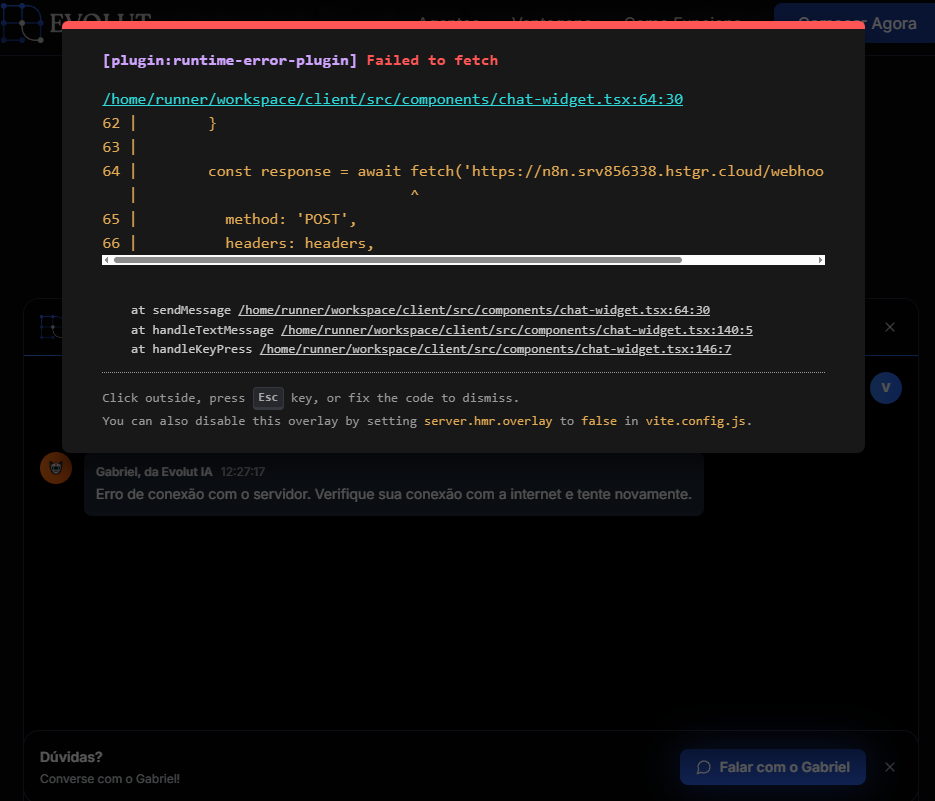 EVOLUT
Agentes Vantagens Como Funciona Começar Agora
[plugin:runtime-error-plugin] Failed to fetch
/home/runner/workspace/client/src/components/chat-widget.tsx:64:30
62 | }
63 |
64 | const response = await fetch('https://n8n.srv856338.hstgr.cloud/webhoo
| ^
65 | method: 'POST',
66 | headers: headers,
at sendMessage /home/runner/workspace/client/src/components/chat-widget.tsx:64:30
at handleTextMessage /home/runner/workspace/client/src/components/chat-widget.tsx:140:5
at handleKeyPress /home/runner/workspace/client/src/components/chat-widget.tsx:146:7
Click outside, press Esc key, or fix the code to dismiss.
You can also disable this overlay by setting server.hmr.overlay to false in vite.config.js.
V
Gabriel, da Evolut IA 12:27:17
Erro de conexão com o servidor. Verifique sua conexão com a internet e tente novamente.
Dúvidas?
Converse com o Gabriel!
Falar com o Gabriel